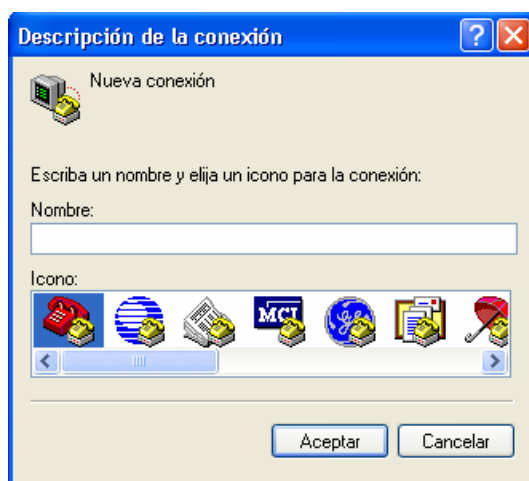 Descripción de la conexión
Nueva conexión
Escriba un nombre y elija un icono para la conexión:
Nombre:
Icono:
MCI
Aceptar
Cancelar